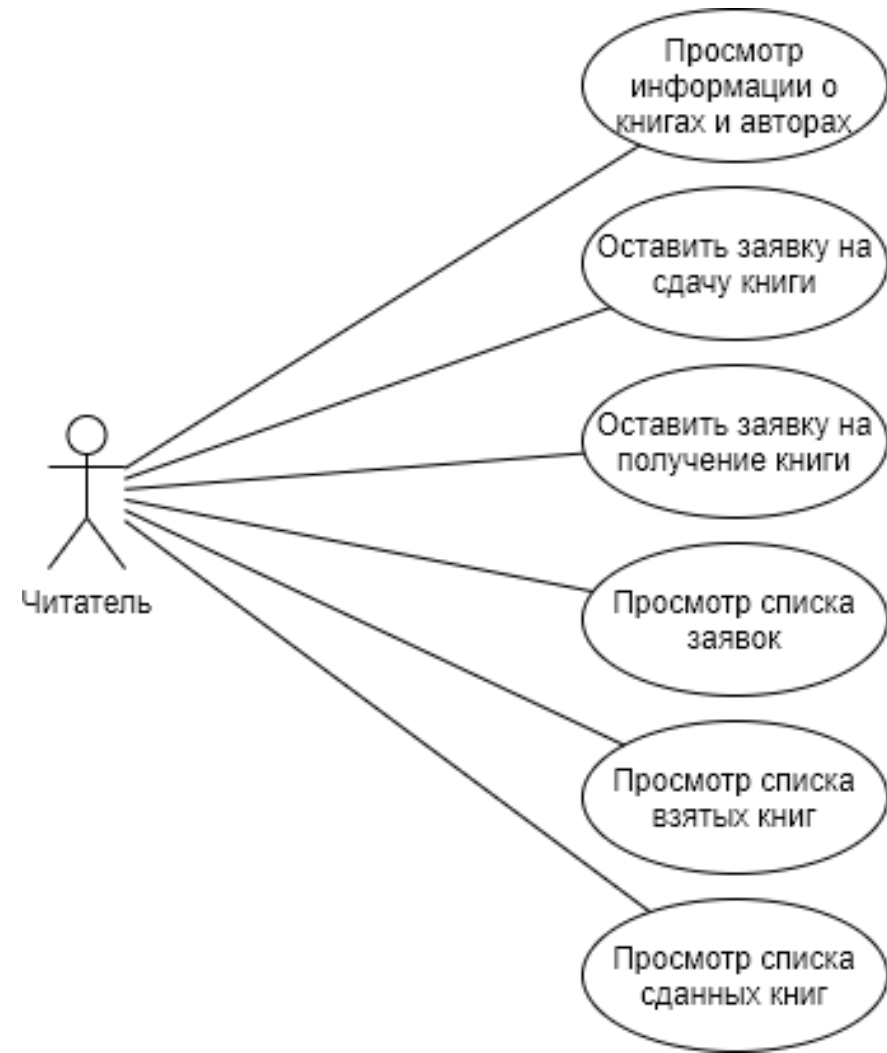 Просмотр
информации о
книгах и авторах
Оставить заявку на
сдачу книги
Оставить заявку на
получение книги
Читатель
Просмотр списка
заявок
Просмотр списка
взятых книг
Просмотр списка
сданных книг